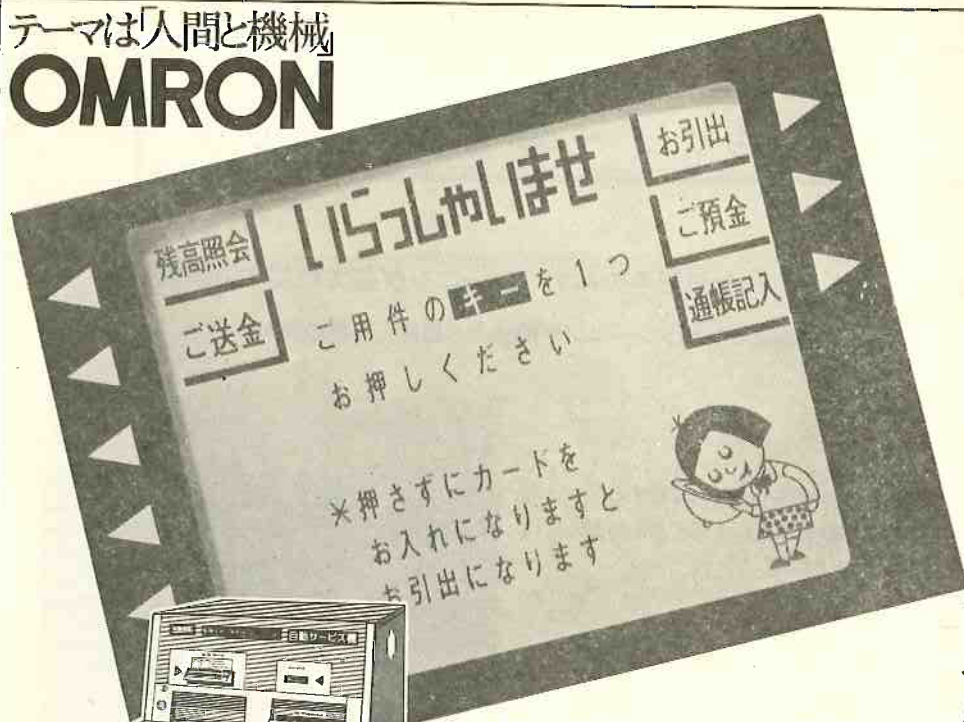 テーマは「人間と機械」
OMRON
いらっしゃいませ
残高照会
ご送金
お引出
ご預金
通帳記入
ご用件のキーを1つ
お押しください
※押さずにカードを
お入れになりますと
お引出になります
自動サービス機